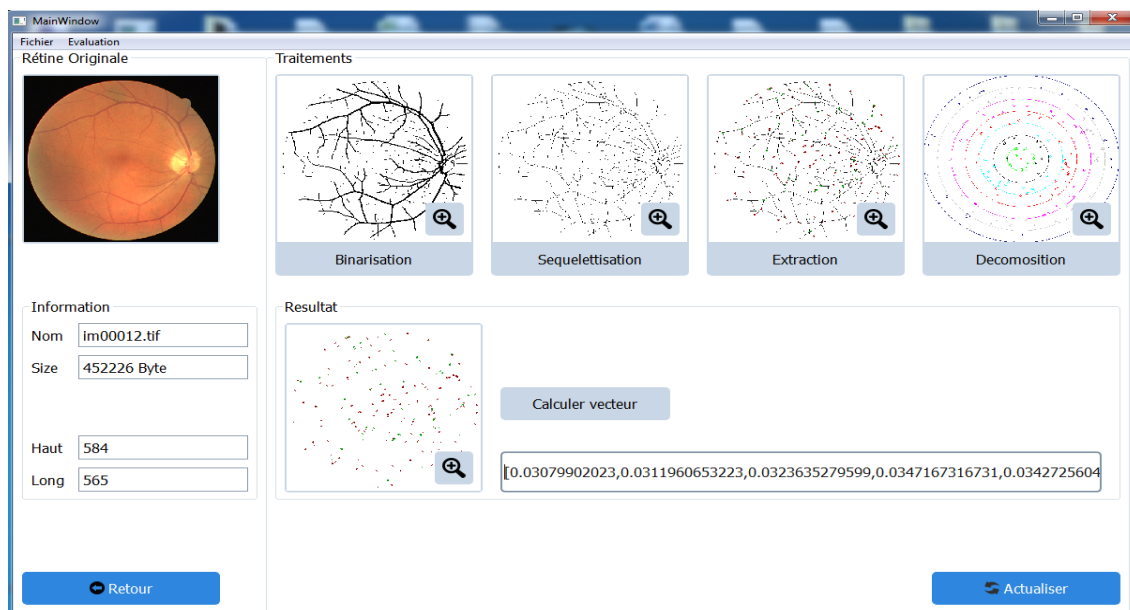 MainWindow
Fichier Evaluation
Rétine Originale
Traitements
Binarisation
Sequelettisation
Extraction
Decomosition
Information
Nom im00012.tif
Size 452226 Byte
Haut 584
Long 565
Resultat
Calculer vecteur
[0.03079902023,0.0311960653223,0.0323635279599,0.0347167316731,0.0342725604
Retour
Actualiser